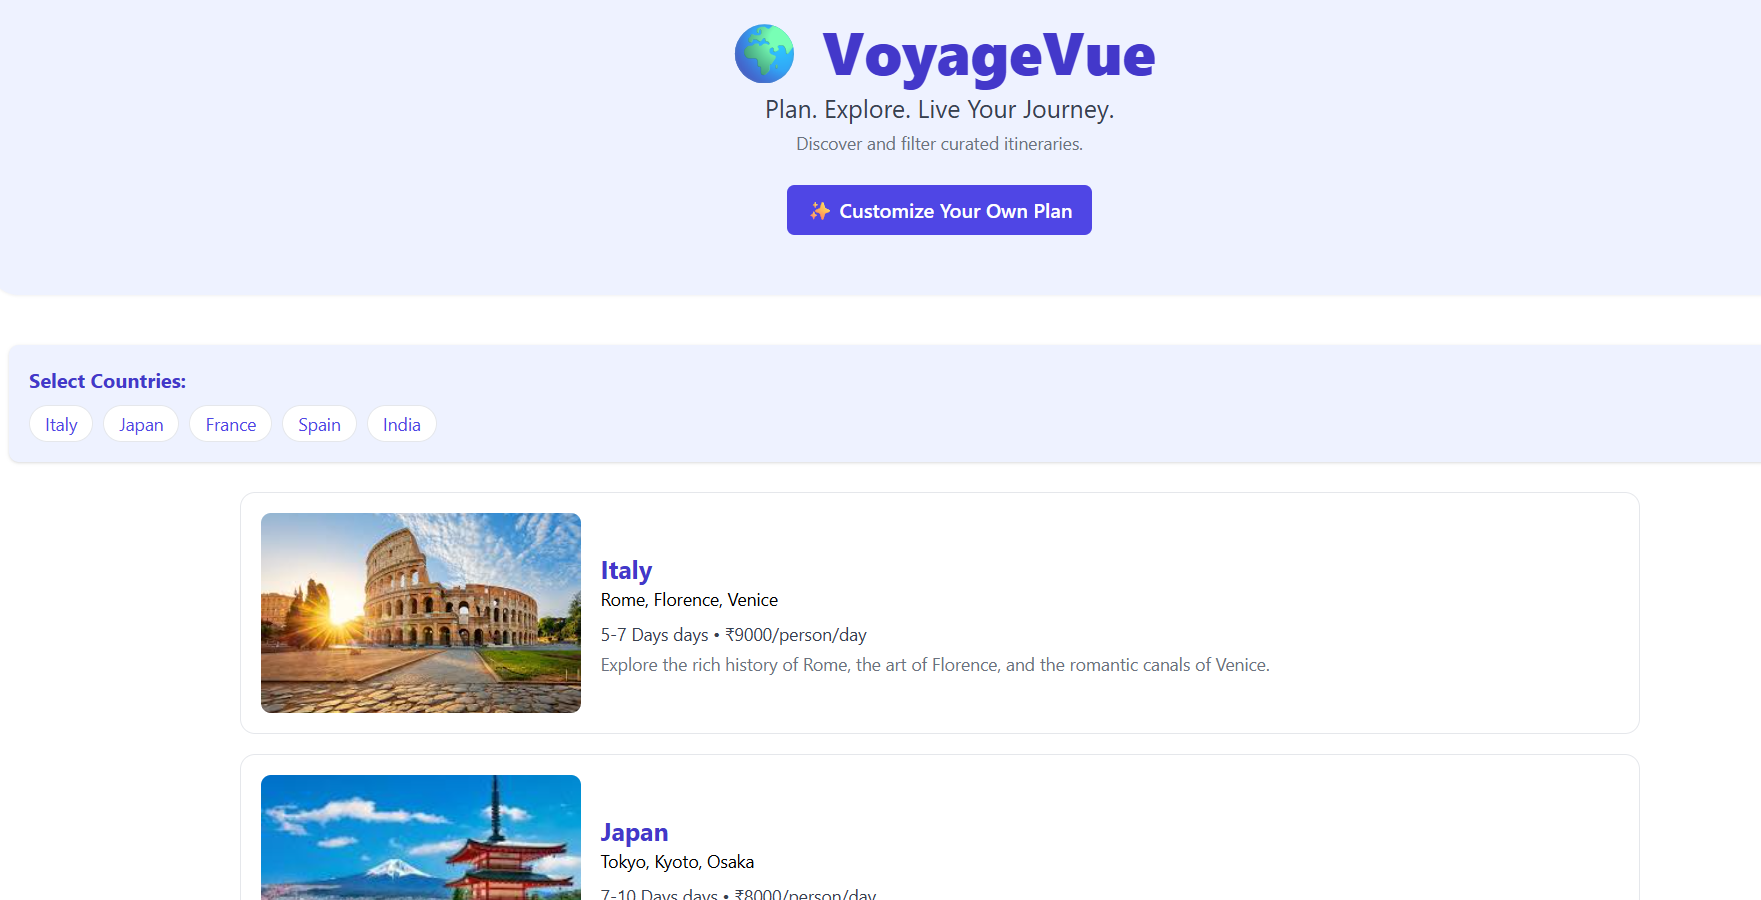 VoyageVue
Plan. Explore. Live Your Journey.
Discover and filter curated itineraries.
✨ Customize Your Own Plan
Select Countries:
Italy
Japan
France
Spain
India
Italy
Rome, Florence, Venice
5-7 Days days • ₹9000/person/day
Explore the rich history of Rome, the art of Florence, and the romantic canals of Venice.
Japan
Tokyo, Kyoto, Osaka
7-10 Days days • ₹8000/person/day